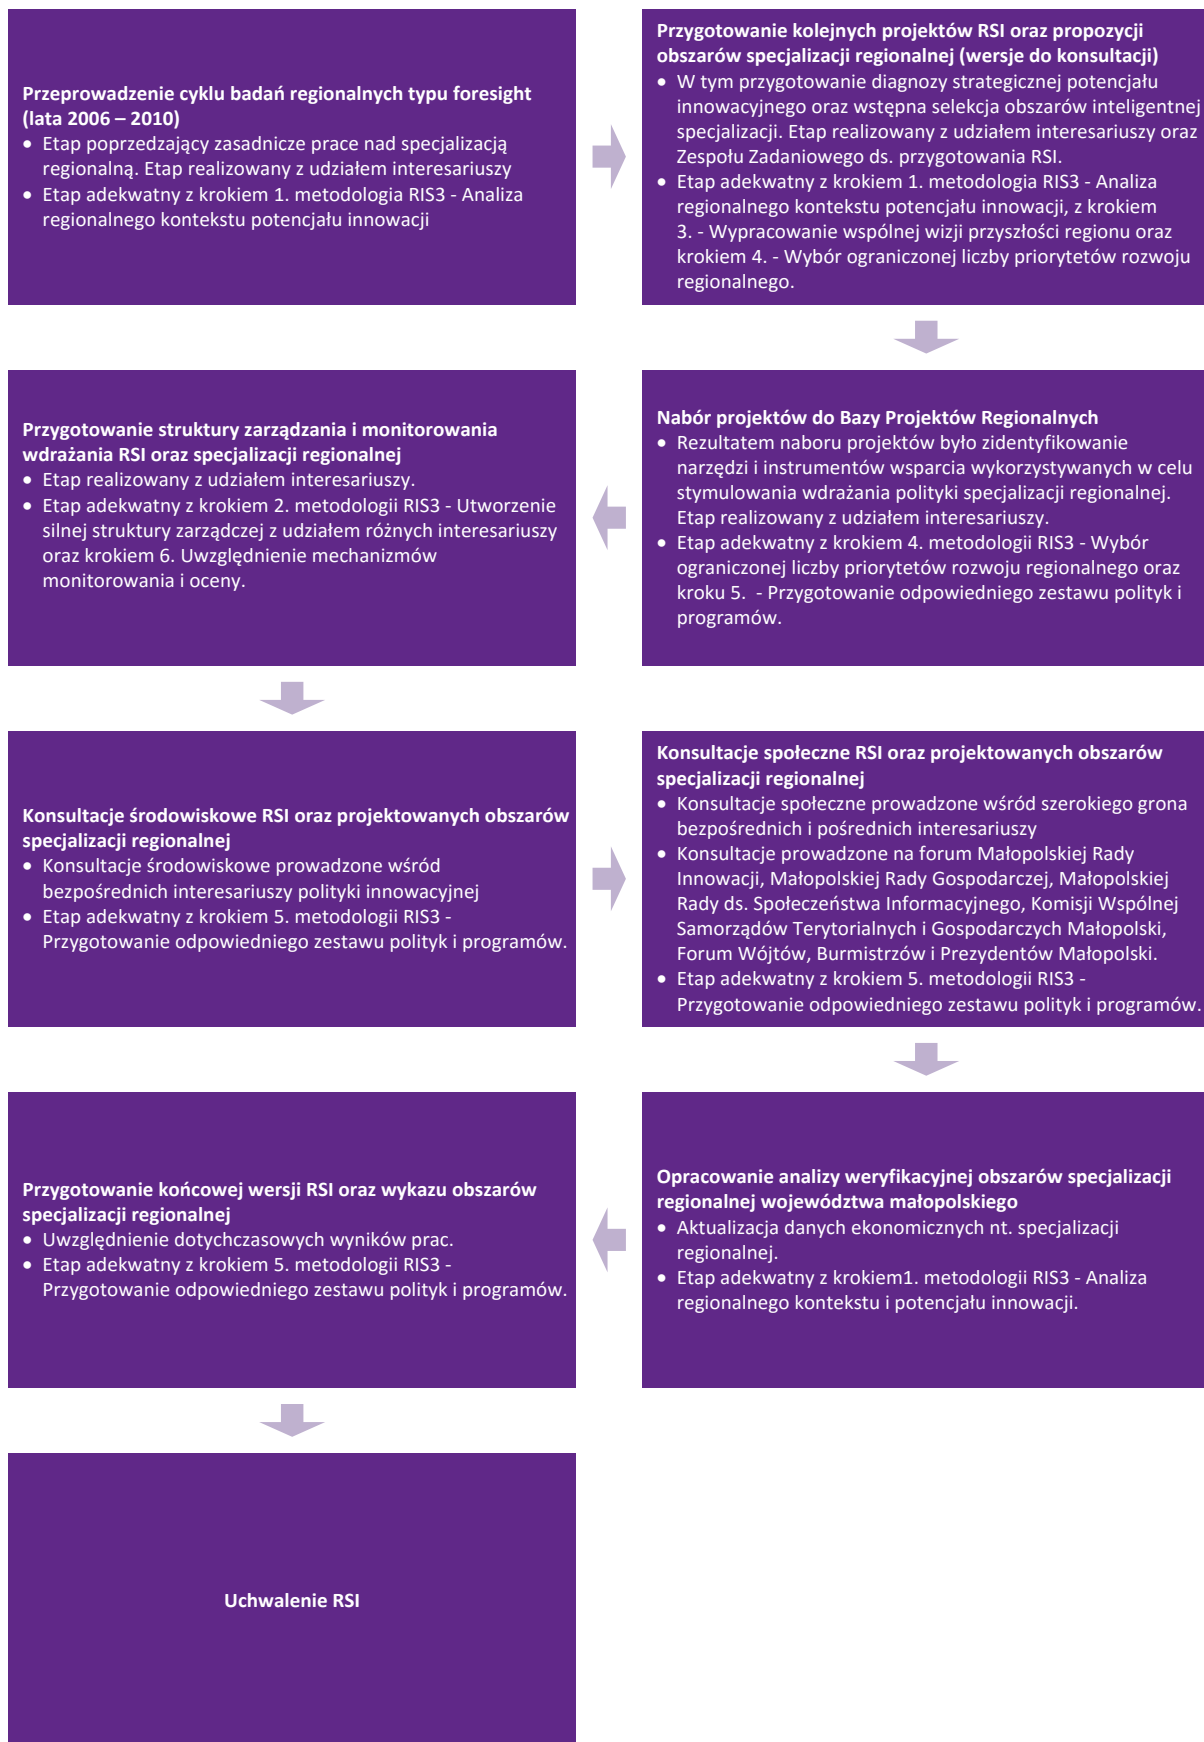 Przeprowadzenie cyklu badań regionalnych typu foresight
(lata 2006 – 2010)
• Etap poprzedzający zasadnicze prace nad specjalizacją
regionalną. Etap realizowany z udziałem interesariuszy
• Etap adekwatny z krokiem 1. metodologia RIS3 - Analiza
regionalnego kontekstu potencjału innowacji
Przygotowanie kolejnych projektów RSI oraz propozycji
obszarów specjalizacji regionalnej (wersje do konsultacji)
• W tym przygotowanie diagnozy strategicznej potencjału
innowacyjnego oraz wstępna selekcja obszarów inteligentnej
specjalizacji. Etap realizowany z udziałem interesariuszy oraz
Zespołu Zadaniowego ds. przygotowania RSI.
• Etap adekwatny z krokiem 1. metodologia RIS3 - Analiza
regionalnego kontekstu potencjału innowacji, z krokiem
3. - Wypracowanie wspólnej wizji przyszłości regionu oraz
krokiem 4. - Wybór ograniczonej liczby priorytetów rozwoju
regionalnego.
Nabór projektów do Bazy Projektów Regionalnych
• Rezultatem naboru projektów było zidentyfikowanie
narzędzi i instrumentów wsparcia wykorzystywanych w celu
stymulowania wdrażania polityki specjalizacji regionalnej.
Etap realizowany z udziałem interesariuszy.
• Etap adekwatny z krokiem 4. metodologii RIS3 - Wybór
ograniczonej liczby priorytetów rozwoju regionalnego oraz
kroku 5.  - Przygotowanie odpowiedniego zestawu polityk i
programów.
Przygotowanie struktury zarządzania i monitorowania
wdrażania RSI oraz specjalizacji regionalnej
• Etap realizowany z udziałem interesariuszy.
• Etap adekwatny z krokiem 2. metodologii RIS3 - Utworzenie
silnej struktury zarządczej z udziałem różnych interesariuszy
oraz krokiem 6. Uwzględnienie mechanizmów
monitorowania i oceny.
Konsultacje środowiskowe RSI oraz projektowanych obszarów
specjalizacji regionalnej
• Konsultacje środowiskowe prowadzone wśród
bezpośrednich interesariuszy polityki innowacyjnej
• Etap adekwatny z krokiem 5. metodologii RIS3 -
Przygotowanie odpowiedniego zestawu polityk i programów.
Konsultacje społeczne RSI oraz projektowanych obszarów
specjalizacji regionalnej
• Konsultacje społeczne prowadzone wśród szerokiego grona
bezpośrednich i pośrednich interesariuszy
• Konsultacje prowadzone na forum Małopolskiej Rady
Innowacji, Małopolskiej Rady Gospodarczej, Małopolskiej
Rady ds. Społeczeństwa Informacyjnego, Komisji Wspólnej
Samorządów Terytorialnych i Gospodarczych Małopolski,
Forum Wójtów, Burmistrzów i Prezydentów Małopolski.
• Etap adekwatny z krokiem 5. metodologii RIS3 -
Przygotowanie odpowiedniego zestawu polityk i programów.
Opracowanie analizy weryfikacyjnej obszarów specjalizacji
regionalnej województwa małopolskiego
• Aktualizacja danych ekonomicznych nt. specjalizacji
regionalnej.
• Etap adekwatny z krokiem1. metodologii RIS3 - Analiza
regionalnego kontekstu i potencjału innowacji.
Przygotowanie końcowej wersji RSI oraz wykazu obszarów
specjalizacji regionalnej
• Uwzględnienie dotychczasowych wyników prac.
• Etap adekwatny z krokiem 5. metodologii RIS3 -
Przygotowanie odpowiedniego zestawu polityk i programów.
Uchwalenie RSI